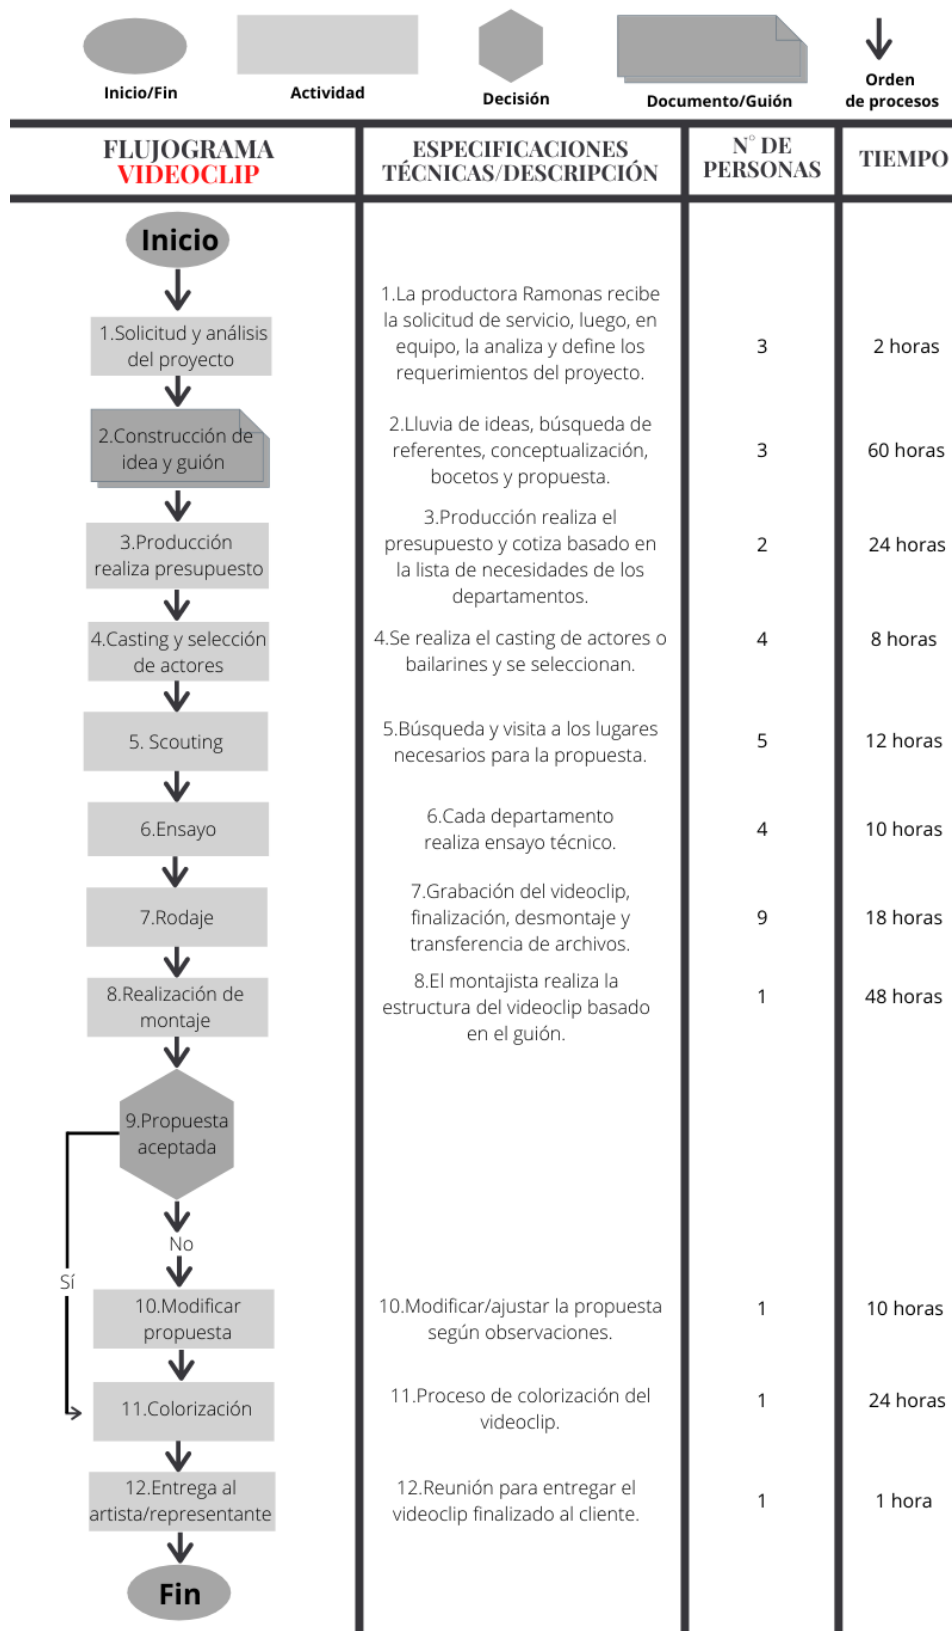 Inicio/Fin
Actividad
Decisión
Documento/Guión
Orden
de procesos
FLUJOGRAMA
VIDEOCLIP
ESPECIFICACIONES
TÉCNICAS/DESCRIPCIÓN
N° DE
PERSONAS
TIEMPO
Inicio
1.Solicitud y análisis
del proyecto
1.La productora Ramonas recibe
la solicitud de servicio, luego, en
equipo, la analiza y define los
requerimientos del proyecto.
3
2 horas
2.Construcción de
idea y guión
2.Lluvia de ideas, búsqueda de
referentes, conceptualización,
bocetos y propuesta.
3
60 horas
3.Producción
realiza presupuesto
3.Producción realiza el
presupuesto y cotiza basado en
la lista de necesidades de los
departamentos.
2
24 horas
4.Casting y selección
de actores
4.Se realiza el casting de actores o
bailarines y se seleccionan.
4
8 horas
5. Scouting
5.Búsqueda y visita a los lugares
necesarios para la propuesta.
5
12 horas
6.Ensayo
6.Cada departamento
realiza ensayo técnico.
4
10 horas
7.Rodaje
7.Grabación del videoclip,
finalización, desmontaje y
transferencia de archivos.
9
18 horas
8.Realización de
montaje
8.El montajista realiza la
estructura del videoclip basado
en el guión.
1
48 horas
9.Propuesta
aceptada
No
Sí
10.Modificar
propuesta
10.Modificar/ajustar la propuesta
según observaciones.
1
10 horas
11.Colorización
11.Proceso de colorización del
videoclip.
1
24 horas
12.Entrega al
artista/representante
12.Reunión para entregar el
videoclip finalizado al cliente.
1
1 hora
Fin